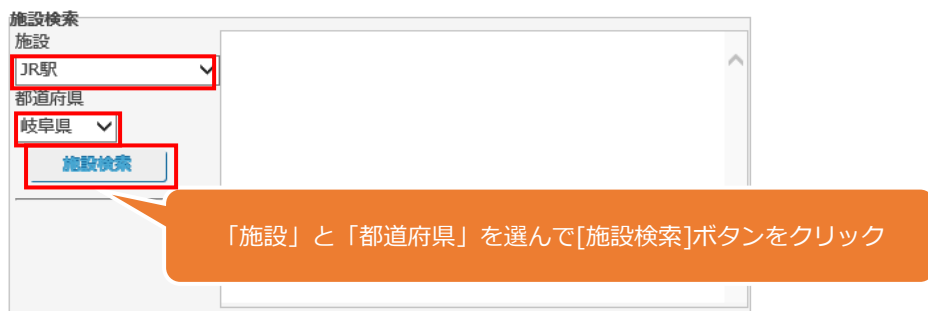 施設検索
施設
JR駅
都道府県
岐阜県
施設検索
「施設」と「都道府県」を選んで[施設検索]ボタンをクリック